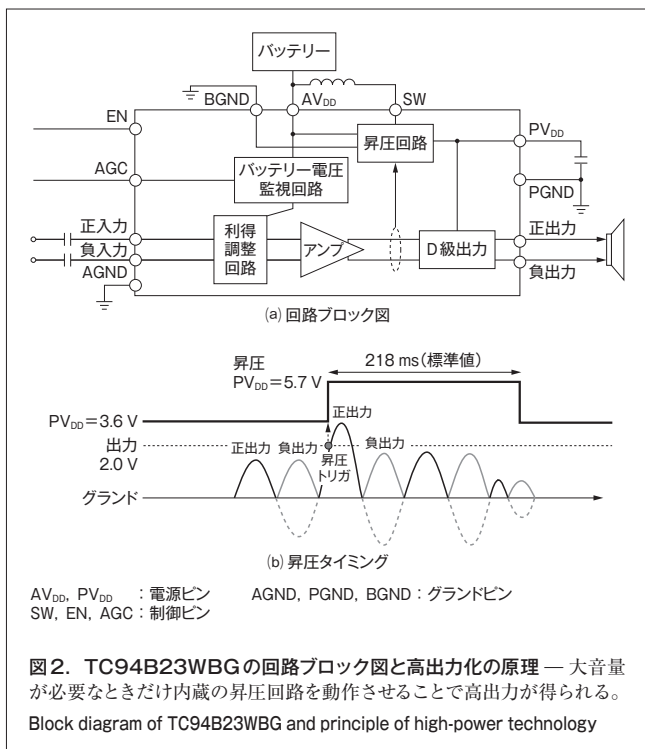 バッテリー
BGND
AVDD
SW
EN
PVDD
昇圧回路
AGC
バッテリー電圧
監視回路
PGND
正入力
負入力
利得
調整
回路
アンプ
D級出力
正出力
負出力
AGND
(a) 回路ブロック図
昇圧
PVDD=5.7 V
218 ms(標準値)
PVDD=3.6 V
正出力
出力
2.0 V
正出力
負出力
昇圧
トリガ
負出力
グランド
(b) 昇圧タイミング
AVDD, PVDD :電源ピン AGND, PGND, BGND:グランドピン
SW, EN, AGC:制御ピン
図2. TC94B23WBGの回路ブロック図と高出力化の原理 — 大音量
が必要なときだけ内蔵の昇圧回路を動作させることで高出力が得られる。
Block diagram of TC94B23WBG and principle of high-power technology